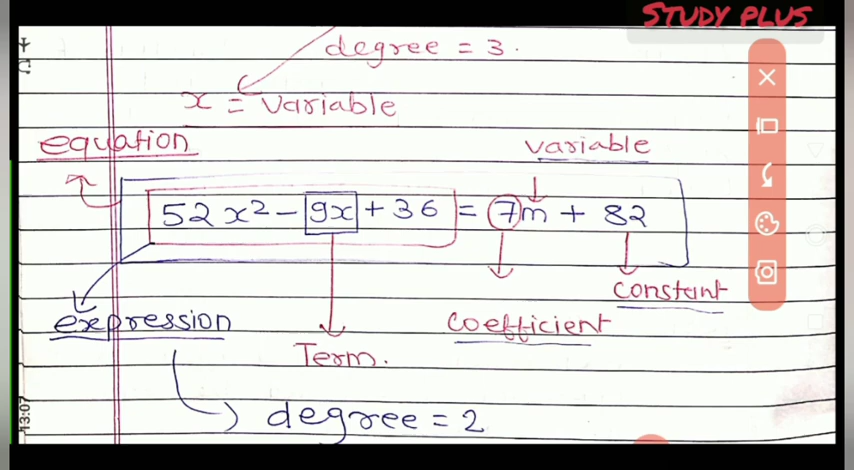 STUDY PLUS
degree = 3.
x = variable
equation
variable
52x² - 9x + 36 = 7m + 82
constant
expression
coefficient
Term.
degree = 2
13:07